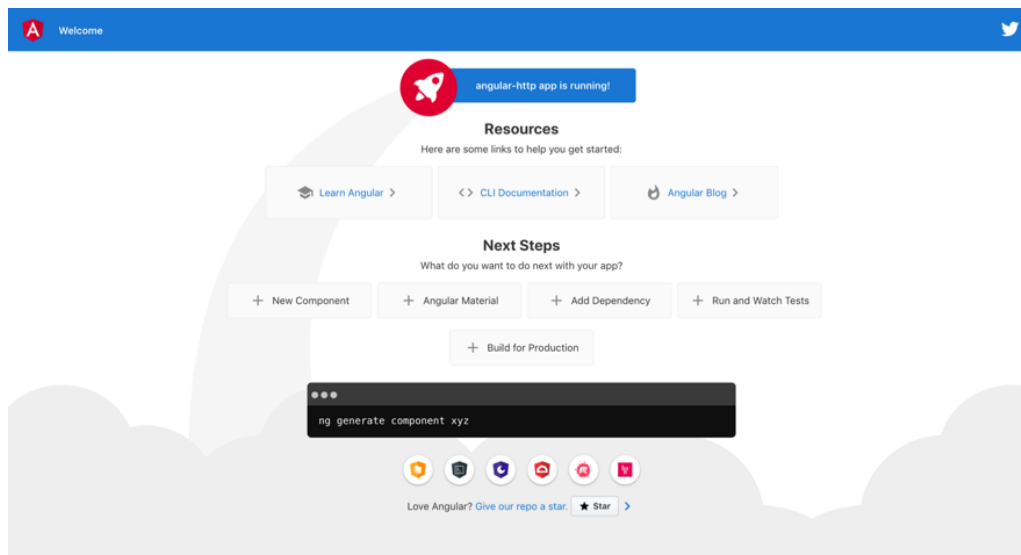 Welcome
angular-http app is running!
Resources
Here are some links to help you get started:
Learn Angular
CLI Documentation
Angular Blog
Next Steps
What do you want to do next with your app?
New Component
Angular Material
Add Dependency
Run and Watch Tests
Build for Production
ng generate component xyz
Love Angular? Give our repo a star. Star